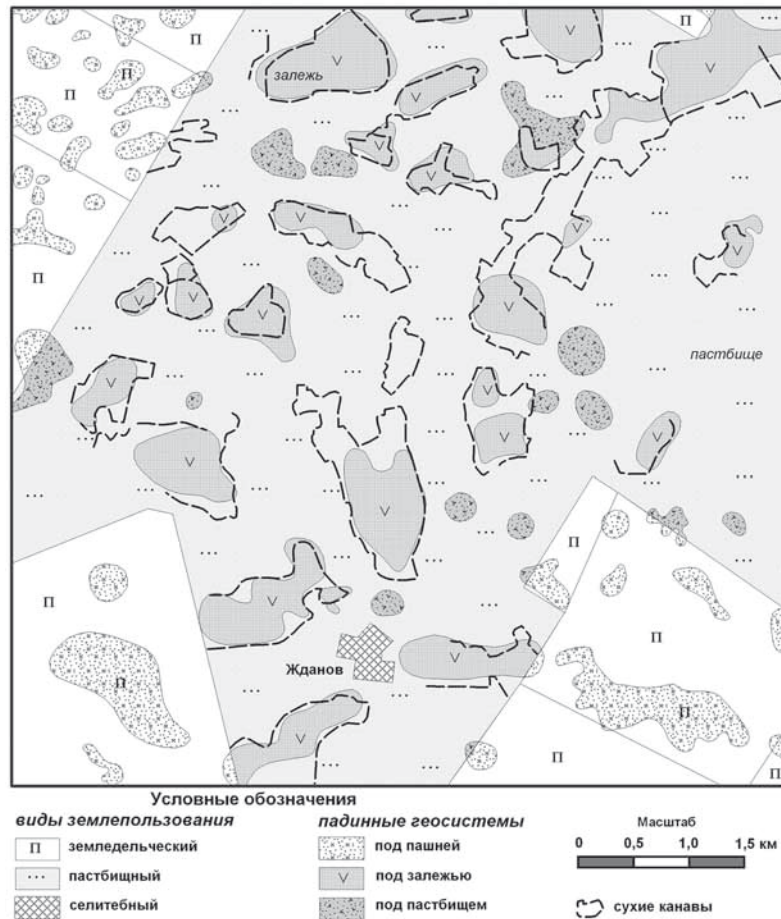 залежь
пастбище
Жданов
Условные обозначения
виды землепользования
П земледельческий
пастбищный
селитебный
падинные геосистемы
под пашней
V под залежью
под пастбищем
Масштаб
0 0,5 1,0 1,5 км
сухие канавы